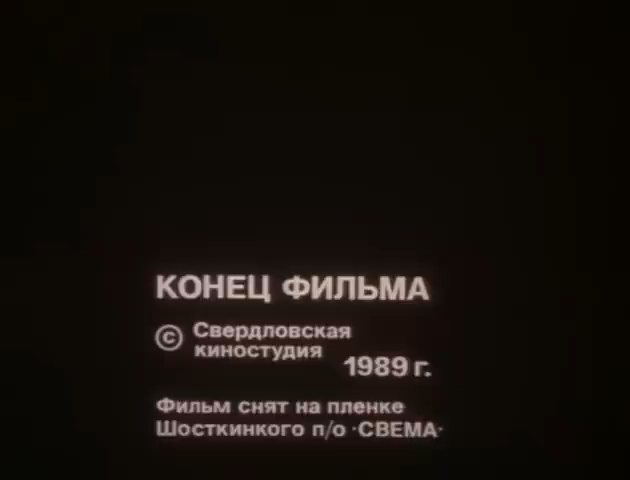 КОНЕЦ ФИЛЬМА
© Свердловская
киностудия
1989 г.
Фильм снят на пленке
Шосткинкого п/о ·СВЕМА·